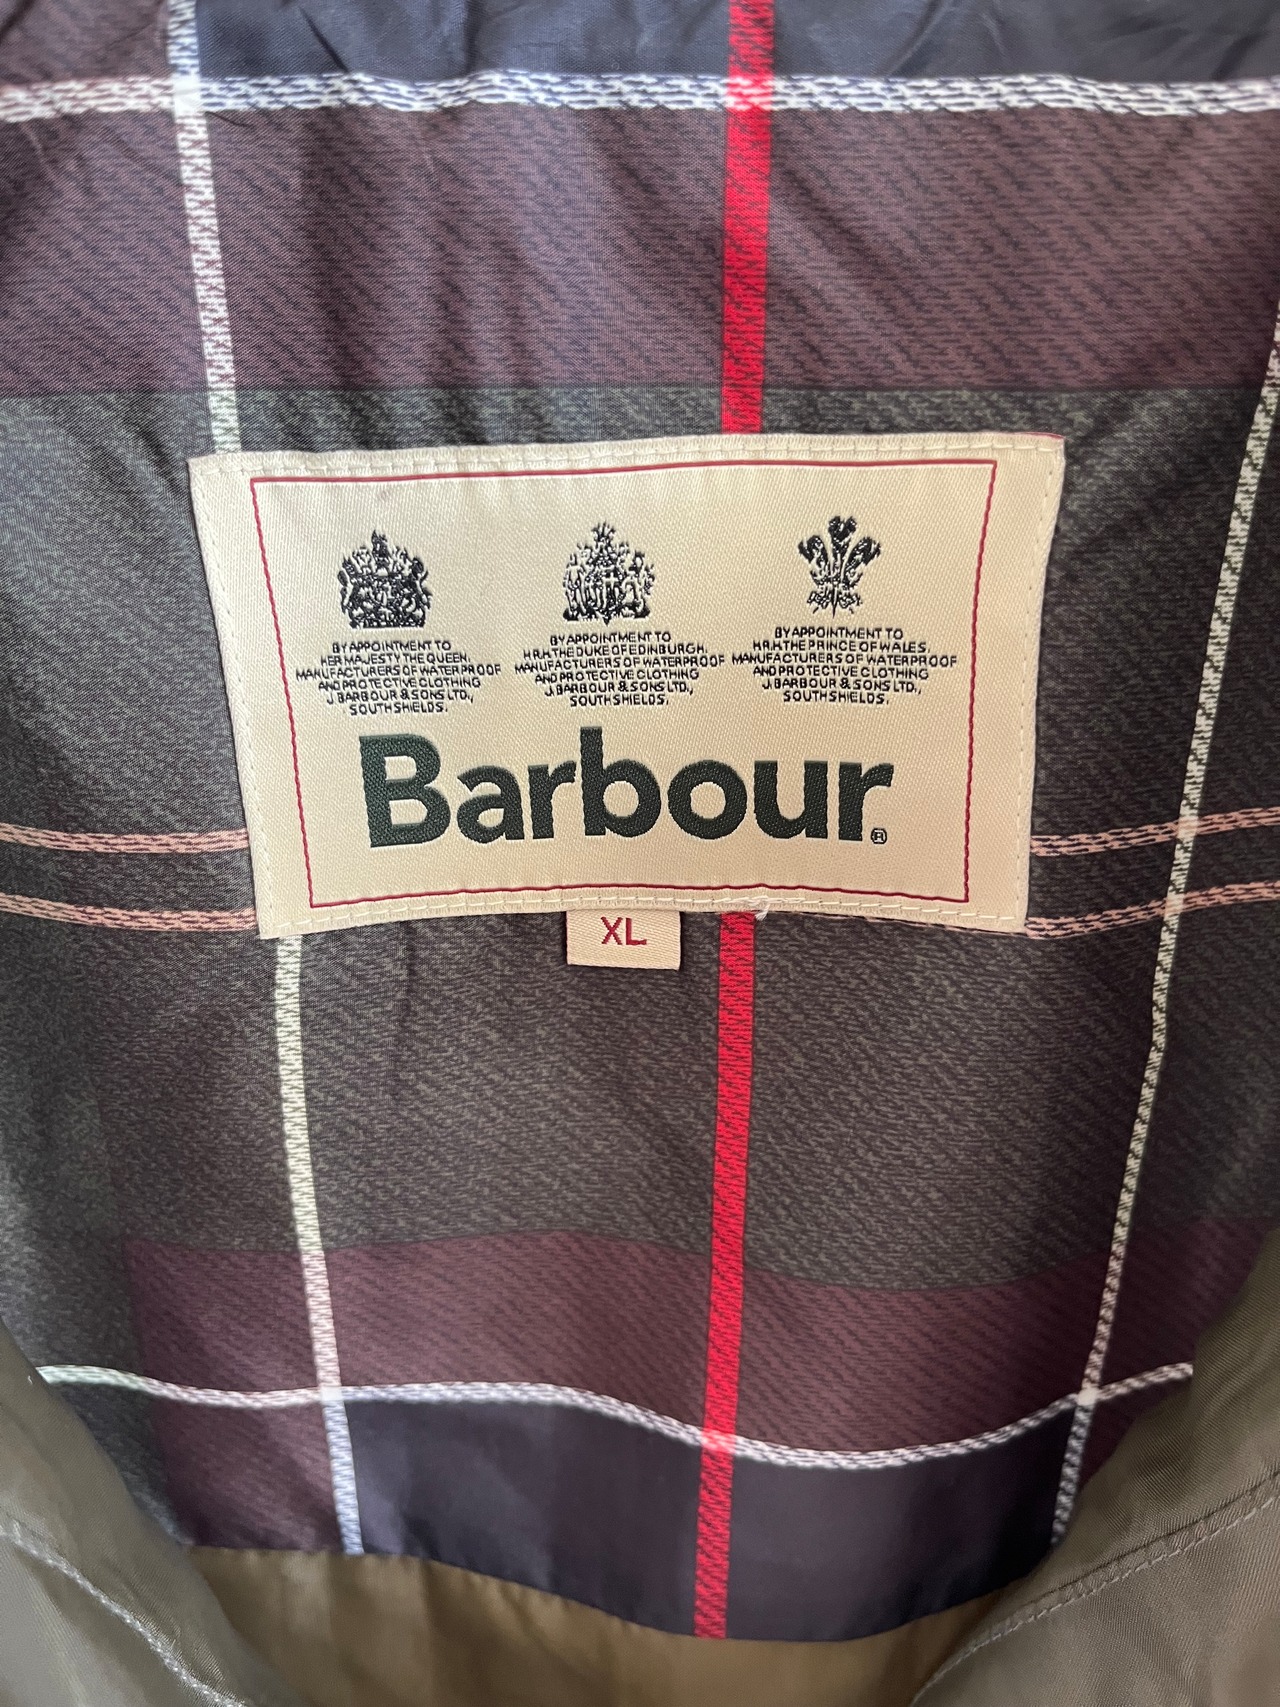 BY APPOINTMENT TO
HER MAJESTY THE QUEEN,
MANUFACTURERS OF WATERPROOF
AND PROTECTIVE CLOTHING
J. BARBOUR & SONS LTD.,
SOUTH SHIELDS.
BY APPOINTMENT TO
H.R.H. THE DUKE OF EDINBURGH,
MANUFACTURERS OF WATERPROOF
AND PROTECTIVE CLOTHING
J. BARBOUR & SONS LTD.,
SOUTH SHIELDS.
BY APPOINTMENT TO
H.R.H. THE PRINCE OF WALES,
MANUFACTURERS OF WATERPROOF
AND PROTECTIVE CLOTHING
J. BARBOUR & SONS LTD.,
SOUTH SHIELDS.
Barbour®
XL